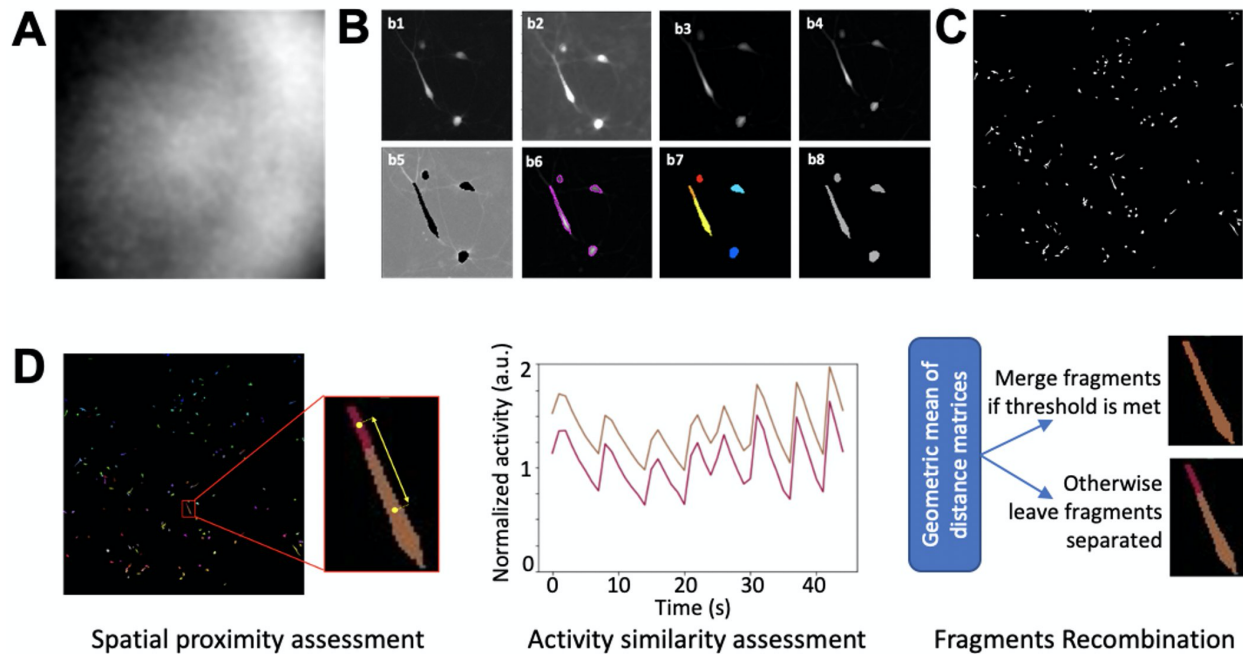 A
B
b1
b2
b3
b4
b5
b6
b7
b8
C
D
Spatial proximity assessment
Normalized activity (a.u.)
2
1
0
0
10
20
30
40
Time (s)
Activity similarity assessment
Geometric mean of
distance matrices
Merge fragments
if threshold is met
Otherwise
leave fragments
separated
Fragments Recombination